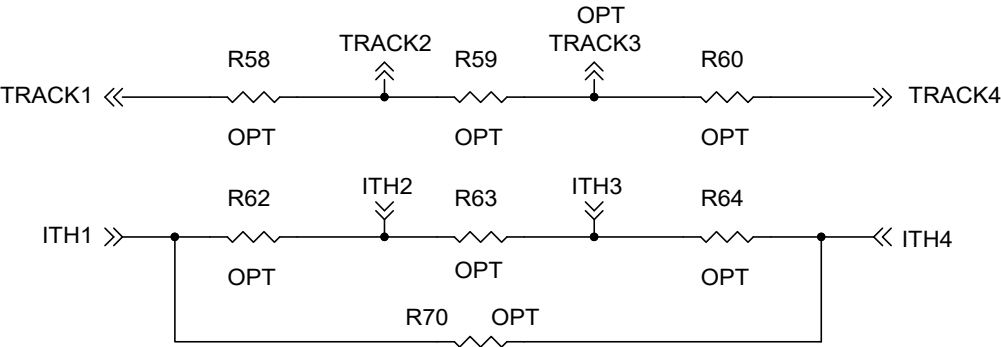 OPT
R58 TRACK2 R59 TRACK3 R60
TRACK1 TRACK4
OPT OPT OPT
R62 ITH2 R63 ITH3 R64
ITH1 ITH4
OPT OPT OPT
R70 OPT